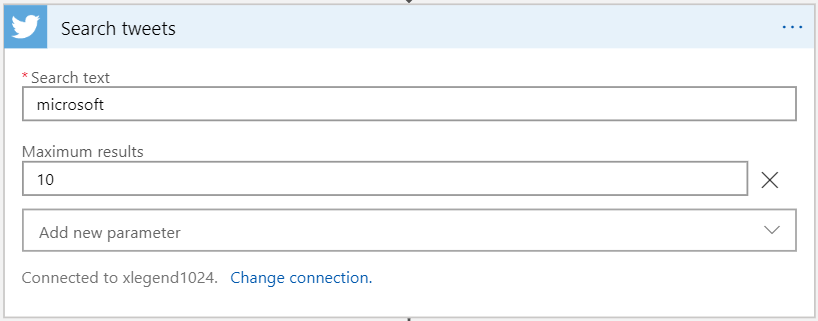 Search tweets
* Search text
microsoft
Maximum results
10
Add new parameter
Connected to xlegend1024. Change connection.